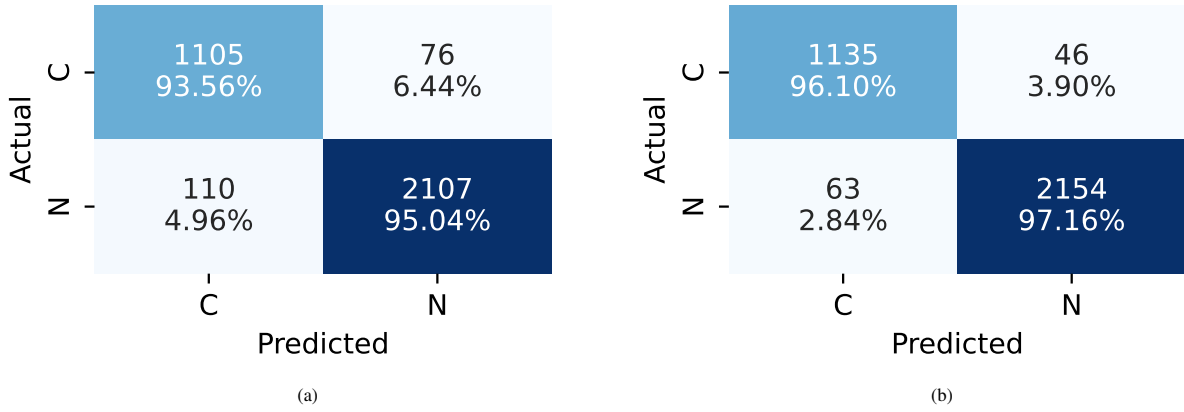 Actual
C
1105
93.56%
76
6.44%
N
110
4.96%
2107
95.04%
C
N
Predicted
(a)
Actual
C
1135
96.10%
46
3.90%
N
63
2.84%
2154
97.16%
C
N
Predicted
(b)